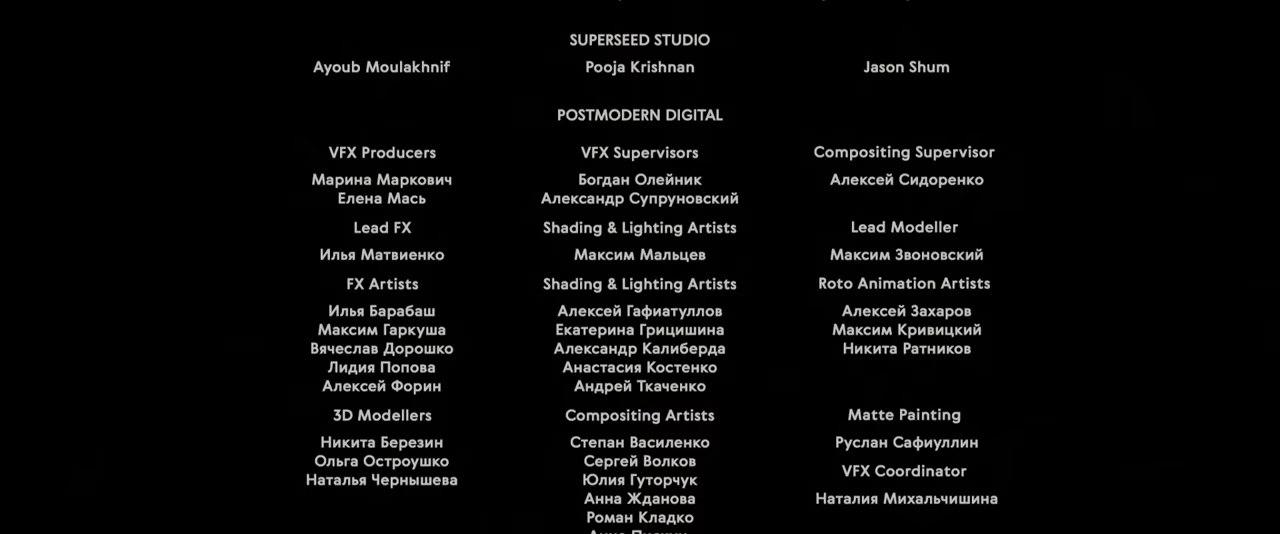 SUPERSEED STUDIO
Ayoub Moulakhnif Pooja Krishnan Jason Shum
POSTMODERN DIGITAL
VFX Producers VFX Supervisors Compositing Supervisor
Марина Маркович Богдан Олейник Алексей Сидоренко
Елена Мась Александр Супруновский
Lead FX Shading & Lighting Artists Lead Modeller
Илья Матвиенко Максим Мальцев Максим Звоновский
FX Artists Shading & Lighting Artists Roto Animation Artists
Илья Барабаш Алексей Гафиатуллов Алексей Захаров
Максим Гаркуша Екатерина Грицишина Максим Кривицкий
Вячеслав Дорошко Александр Калиберда Никита Ратников
Лидия Попова Анастасия Костенко
Алексей Форин Андрей Ткаченко
3D Modellers Compositing Artists Matte Painting
Никита Березин Степан Василенко Руслан Сафиуллин
Ольга Остроушко Сергей Волков
VFX Coordinator
Наталья Чернышева Юлия Гуторчук
Анна Жданова Наталия Михальчишина
Роман Кладко